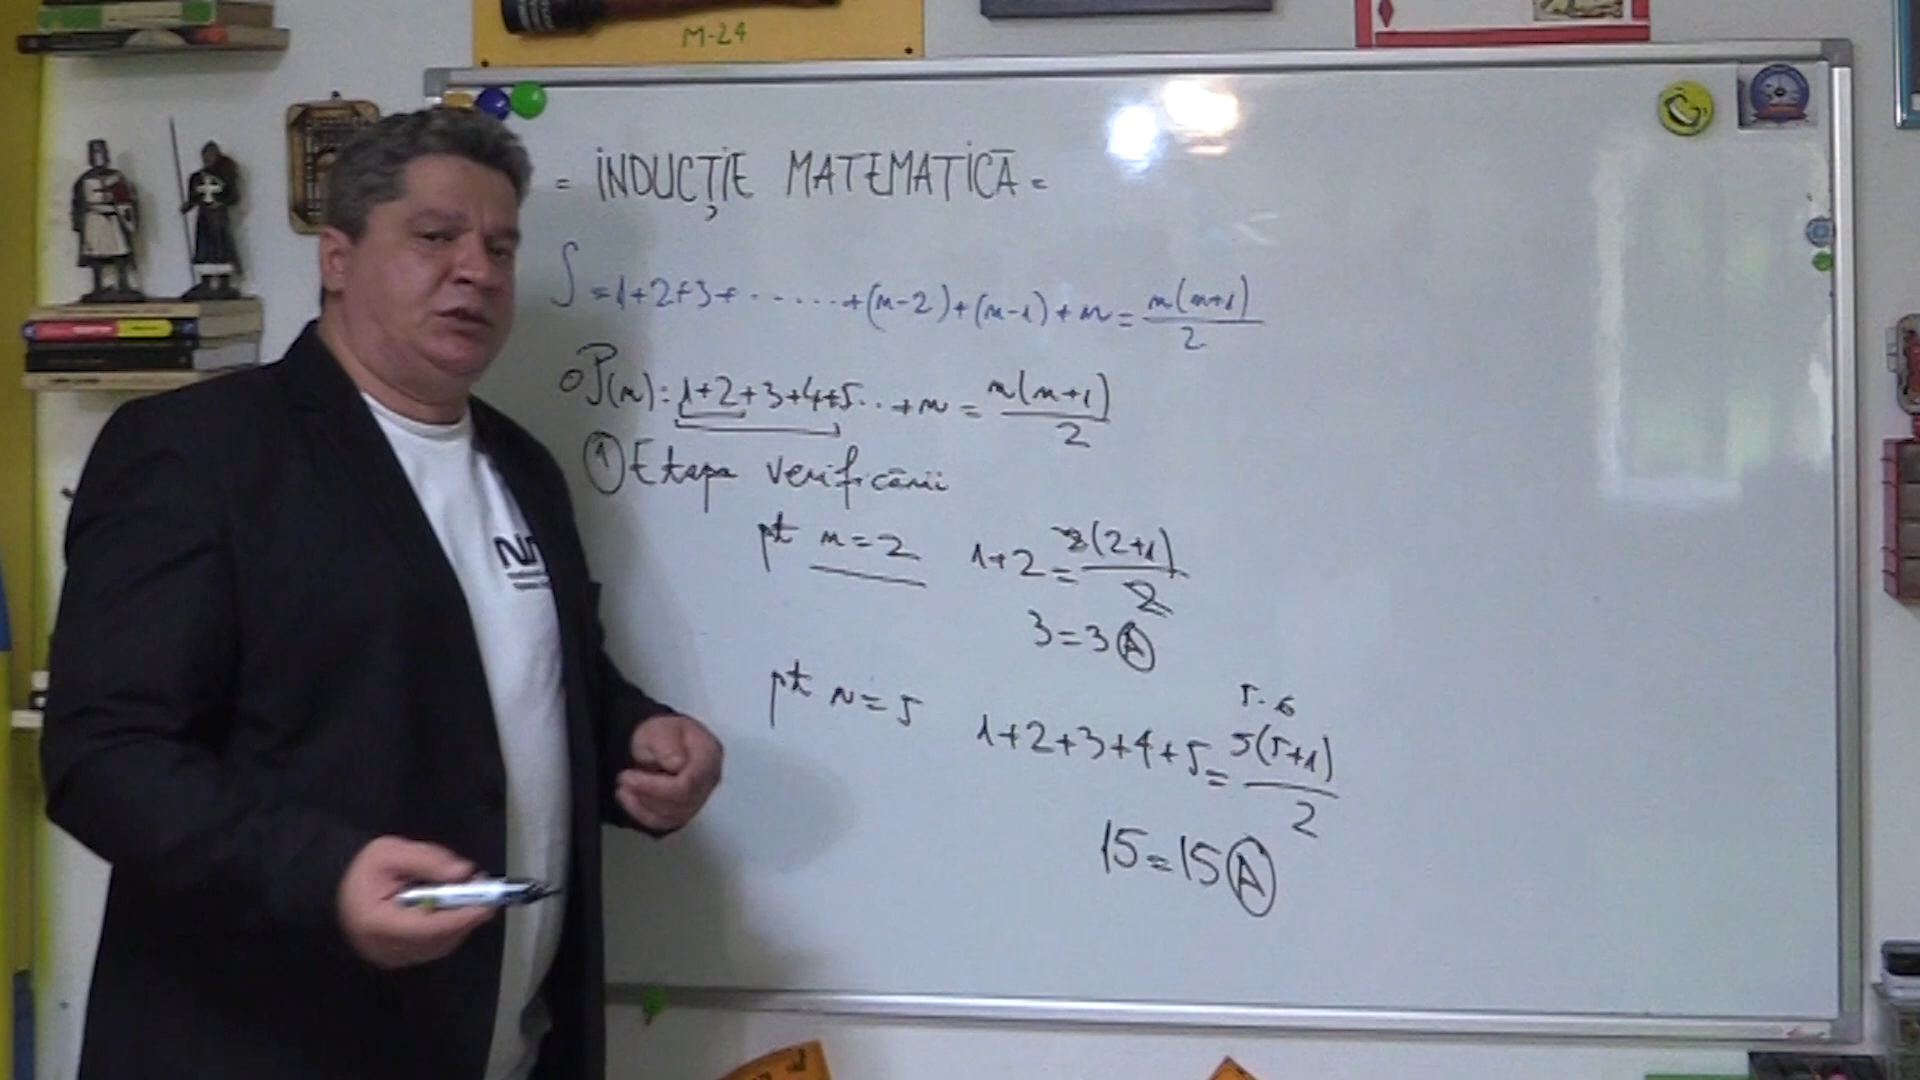 M-24
= INDUCȚIE MATEMATICĂ =
S = 1+2+3+ ...... +(n-2)+(n-1)+n = n(n+1)/2
P(n): 1+2+3+4+5...+n = n(n+1)/2
① Etapa verificării
pt n=2 1+2 = 2(2+1)/2
3=3 Ⓐ
5·6
pt n=5 1+2+3+4+5 = 5(5+1)/2
15=15 Ⓐ